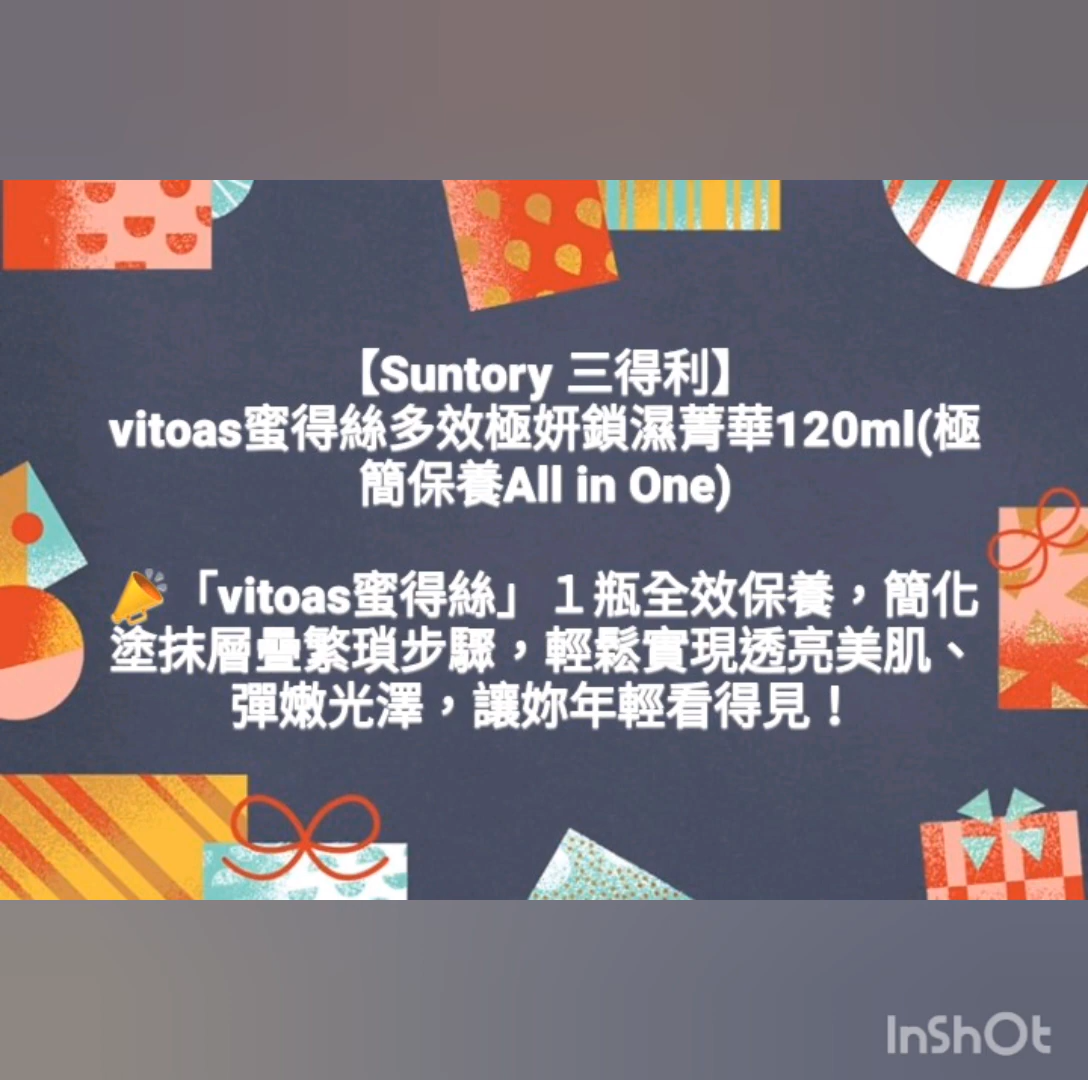 【Suntory 三得利】
vitoas蜜得絲多效極妍鎖濕菁華120ml(極
簡保養All in One)
📣「vitoas蜜得絲」１瓶全效保養，簡化
塗抹層疊繁瑣步驟，輕鬆實現透亮美肌、
彈嫩光澤，讓妳年輕看得見！
InShOt